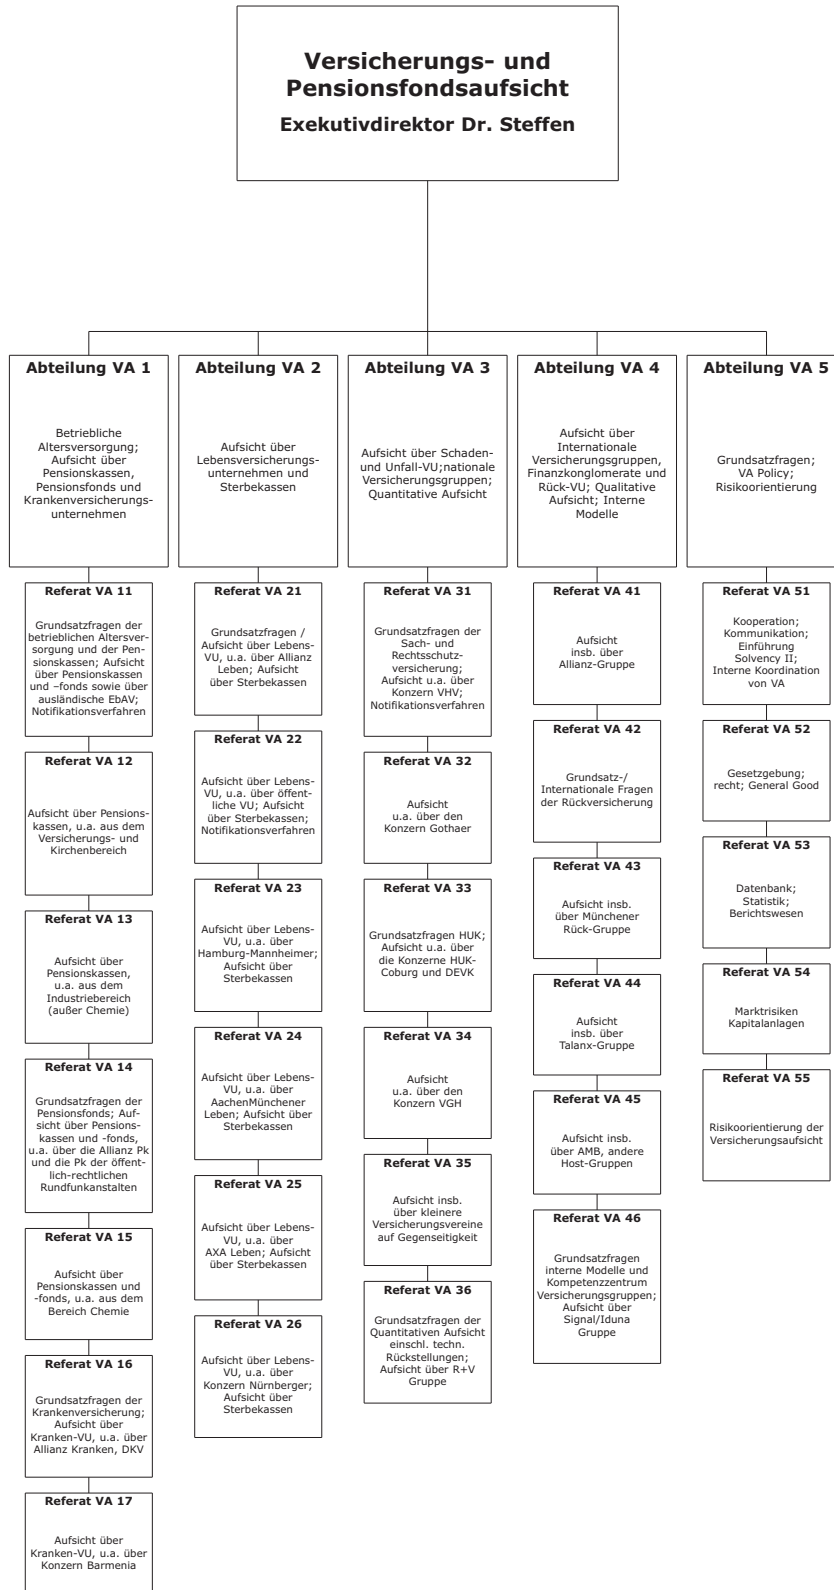 Versicherungs- und
Pensionsfondsaufsicht
Exekutivdirektor Dr. Steffen
Abteilung VA 1
Betriebliche
Altersversorgung;
Aufsicht über
Pensionskassen,
Pensionsfonds und
Krankenversicherungs-
unternehmen
Referat VA 11
Grundsatzfragen der
betrieblichen Altersver-
sorgung und der Pen-
sionskassen; Aufsicht
über Pensionskassen
und –fonds sowie über
ausländische EbAV;
Notifikationsverfahren
Referat VA 12
Aufsicht über Pensions-
kassen, u.a. aus dem
Versicherungs- und
Kirchenbereich
Referat VA 13
Aufsicht über
Pensionskassen,
u.a. aus dem
Industriebereich
(außer Chemie)
Referat VA 14
Grundsatzfragen der
Pensionsfonds; Auf-
sicht über Pensions-
kassen und -fonds,
u.a. über die Allianz Pk
und die Pk der öffent-
lich-rechtlichen
Rundfunkanstalten
Referat VA 15
Aufsicht über
Pensionskassen und
-fonds, u.a. aus dem
Bereich Chemie
Referat VA 16
Grundsatzfragen der
Krankenversicherung;
Aufsicht über
Kranken-VU, u.a. über
Allianz Kranken, DKV
Referat VA 17
Aufsicht über
Kranken-VU, u.a. über
Konzern Barmenia
Abteilung VA 2
Aufsicht über
Lebensversicherungs-
unternehmen und
Sterbekassen
Referat VA 21
Grundsatzfragen /
Aufsicht über Lebens-
VU, u.a. über Allianz
Leben; Aufsicht
über Sterbekassen
Referat VA 22
Aufsicht über Lebens-
VU, u.a. über öffent-
liche VU; Aufsicht
über Sterbekassen;
Notifikationsverfahren
Referat VA 23
Aufsicht über Lebens-
VU, u.a. über
Hamburg-Mannheimer;
Aufsicht über
Sterbekassen
Referat VA 24
Aufsicht über Lebens-
VU, u.a. über
AachenMünchener
Leben; Aufsicht über
Sterbekassen
Referat VA 25
Aufsicht über Lebens-
VU, u.a. über
AXA Leben; Aufsicht
über Sterbekassen
Referat VA 26
Aufsicht über Lebens-
VU, u.a. über
Konzern Nürnberger;
Aufsicht über
Sterbekassen
Abteilung VA 3
Aufsicht über Schaden-
und Unfall-VU;nationale
Versicherungsgruppen;
Quantitative Aufsicht
Referat VA 31
Grundsatzfragen der
Sach- und
Rechtsschutz-
versicherung;
Aufsicht u.a. über
Konzern VHV;
Notifikationsverfahren
Referat VA 32
Aufsicht
u.a. über den
Konzern Gothaer
Referat VA 33
Grundsatzfragen HUK;
Aufsicht u.a. über
die Konzerne HUK-
Coburg und DEVK
Referat VA 34
Aufsicht
u.a. über den
Konzern VGH
Referat VA 35
Aufsicht insb.
über kleinere
Versicherungsvereine
auf Gegenseitigkeit
Referat VA 36
Grundsatzfragen der
Quantitativen Aufsicht
einschl. techn.
Rückstellungen;
Aufsicht über R+V
Gruppe
Abteilung VA 4
Aufsicht über
Internationale
Versicherungsgruppen,
Finanzkonglomerate und
Rück-VU; Qualitative
Aufsicht; Interne
Modelle
Referat VA 41
Aufsicht
insb. über
Allianz-Gruppe
Referat VA 42
Grundsatz-/
Internationale Fragen
der Rückversicherung
Referat VA 43
Aufsicht insb.
über Münchener
Rück-Gruppe
Referat VA 44
Aufsicht
insb. über
Talanx-Gruppe
Referat VA 45
Aufsicht insb.
über AMB, andere
Host-Gruppen
Referat VA 46
Grundsatzfragen
interne Modelle und
Kompetenzzentrum
Versicherungsgruppen;
Aufsicht über
Signal/Iduna
Gruppe
Abteilung VA 5
Grundsatzfragen;
VA Policy;
Risikoorientierung
Referat VA 51
Kooperation;
Kommunikation;
Einführung
Solvency II;
Interne Koordination
von VA
Referat VA 52
Gesetzgebung;
recht; General Good
Referat VA 53
Datenbank;
Statistik;
Berichtswesen
Referat VA 54
Marktrisiken
Kapitalanlagen
Referat VA 55
Risikoorientierung der
Versicherungsaufsicht